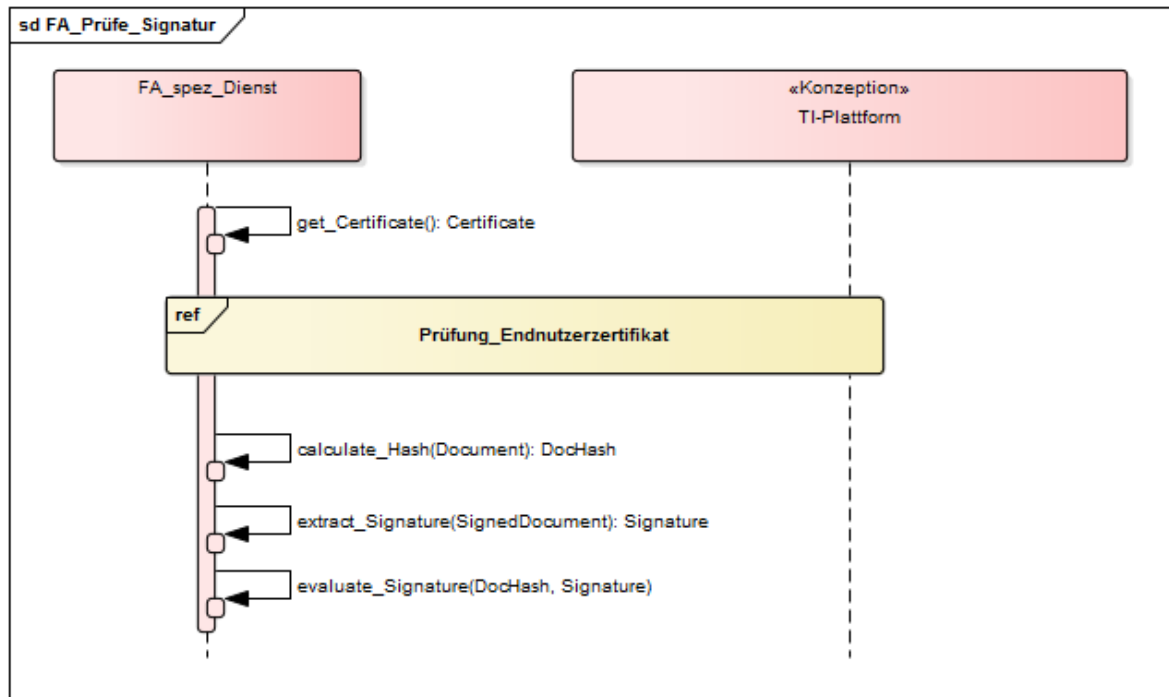 sd FA_Prüfe_Signatur
FA_spez_Dienst
«Konzeption»
TI-Plattform
get_Certificate(): Certificate
ref
Prüfung_Endnutzerzertifikat
calculate_Hash(Document): DocHash
extract_Signature(SignedDocument): Signature
evaluate_Signature(DocHash, Signature)